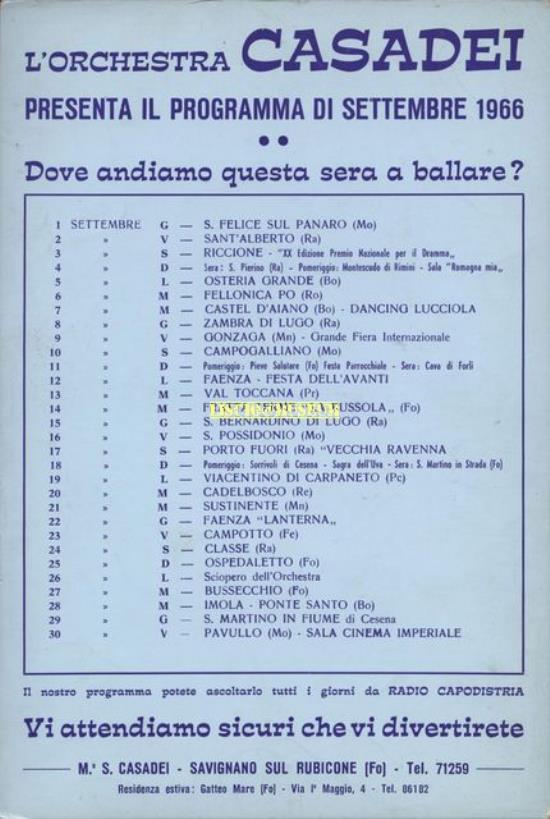 L'ORCHESTRA CASADEI
PRESENTA IL PROGRAMMA DI SETTEMBRE 1966
Dove andiamo questa sera a ballare?
1 SETTEMBRE G — S. FELICE SUL PANARO (Mo)
2 » V — SANT'ALBERTO (Ra)
3 » S — RICCIONE - "XX Edizione Premio Nazionale per il Dramma„
4 » D — Sera: S. Pierino (Ra) - Pomeriggio: Montescudo di Rimini - Sala "Romagna mia„
5 » L — OSTERIA GRANDE (Bo)
6 » M — FELLONICA PO (Ro)
7 » M — CASTEL D'AIANO (Bo) - DANCING LUCCIOLA
8 » G — ZAMBRA DI LUGO (Ra)
9 » V — GONZAGA (Mn) - Grande Fiera Internazionale
10 » S — CAMPOGALLIANO (Mo)
11 » D — Pomeriggio: Pieve Salutare (Fo) Festa Parrocchiale - Sera: Cava di Forlì
12 » L — FAENZA - FESTA DELL'AVANTI
13 » M — VAL TOCCANA (Pr)
14 » M — RUSSOLA„ (Fo)
15 » G — S. BERNARDINO DI LUGO (Ra)
16 » V — S. POSSIDONIO (Mo)
17 » S — PORTO FUORI (Ra) "VECCHIA RAVENNA
18 » D — Pomeriggio: Sorrivoli di Cesena - Sagra dell'Uva - Sera: S. Martino in Strada (Fo)
19 » L — VIACENTINO DI CARPANETO (Pc)
20 » M — CADELBOSCO (Re)
21 » M — SUSTINENTE (Mn)
22 » G — FAENZA "LANTERNA„
23 » V — CAMPOTTO (Fe)
24 » S — CLASSE (Ra)
25 » D — OSPEDALETTO (Fo)
26 » L — Sciopero dell'Orchestra
27 » M — BUSSECCHIO (Fo)
28 » M — IMOLA - PONTE SANTO (Bo)
29 » G — S. MARTINO IN FIUME di Cesena
30 » V — PAVULLO (Mo) - SALA CINEMA IMPERIALE
Il nostro programma potete ascoltarlo tutti i giorni da RADIO CAPODISTRIA
Vi attendiamo sicuri che vi divertirete
M.° S. CASADEI - SAVIGNANO SUL RUBICONE (Fo) - Tel. 71259
Residenza estiva: Gatteo Mare (Fo) - Via I° Maggio, 4 - Tel. 86182